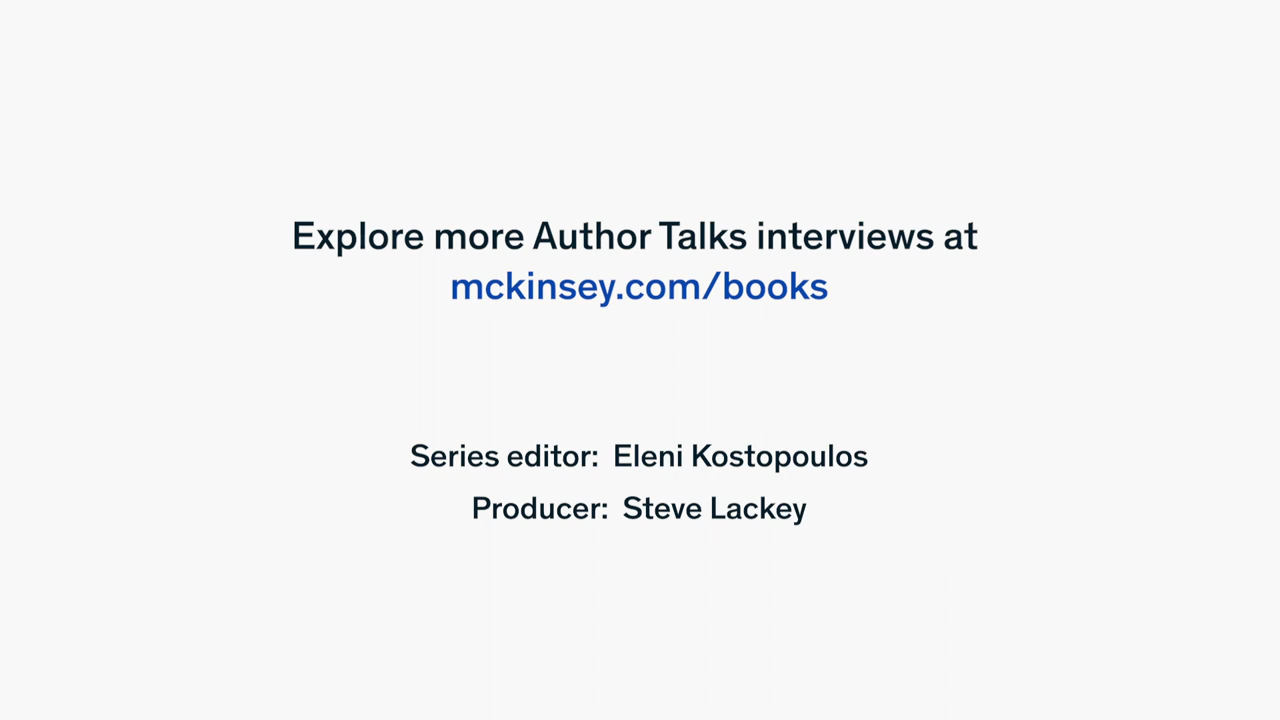 Explore more Author Talks interviews at
mckinsey.com/books
Series editor: Eleni Kostopoulos
Producer: Steve Lackey